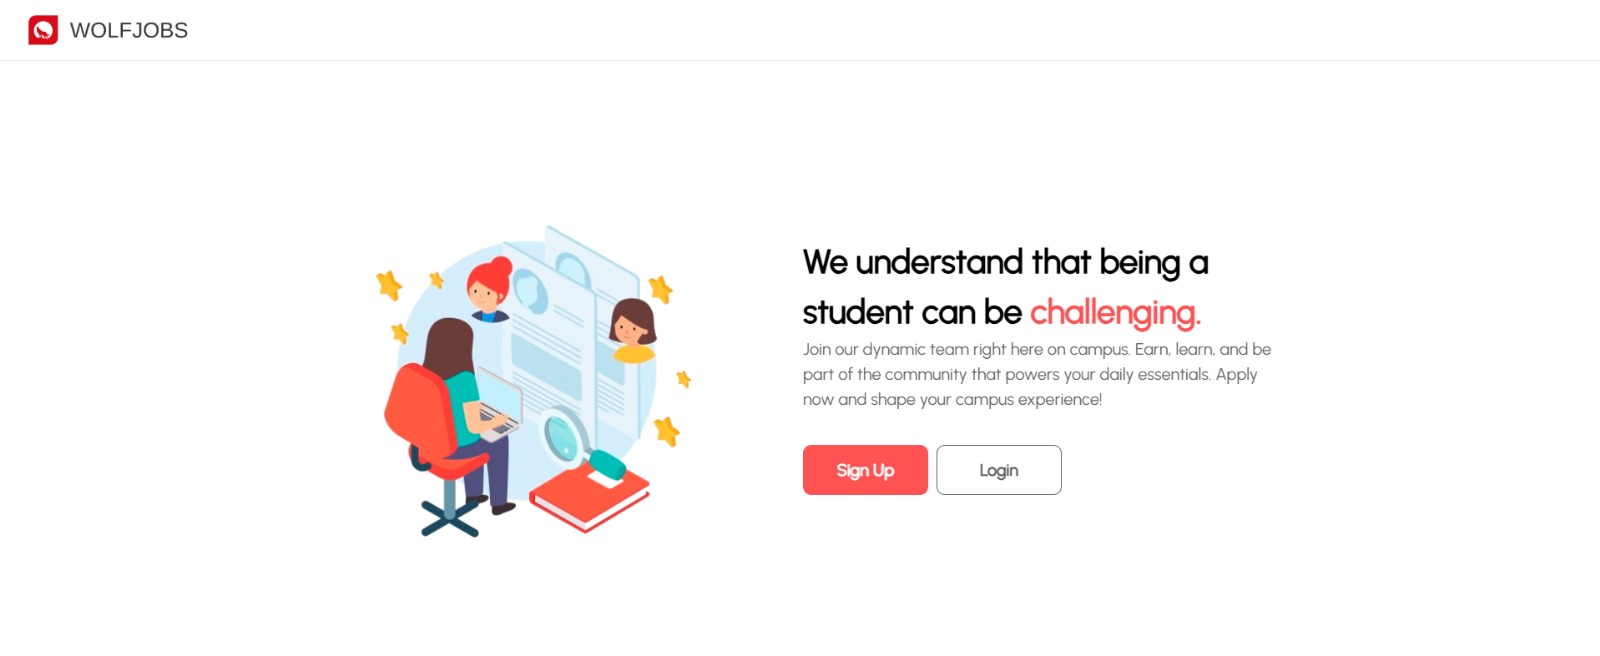 WOLFJOBS
We understand that being a
student can be challenging.
Join our dynamic team right here on campus. Earn, learn, and be
part of the community that powers your daily essentials. Apply
now and shape your campus experience!
Sign Up
Login